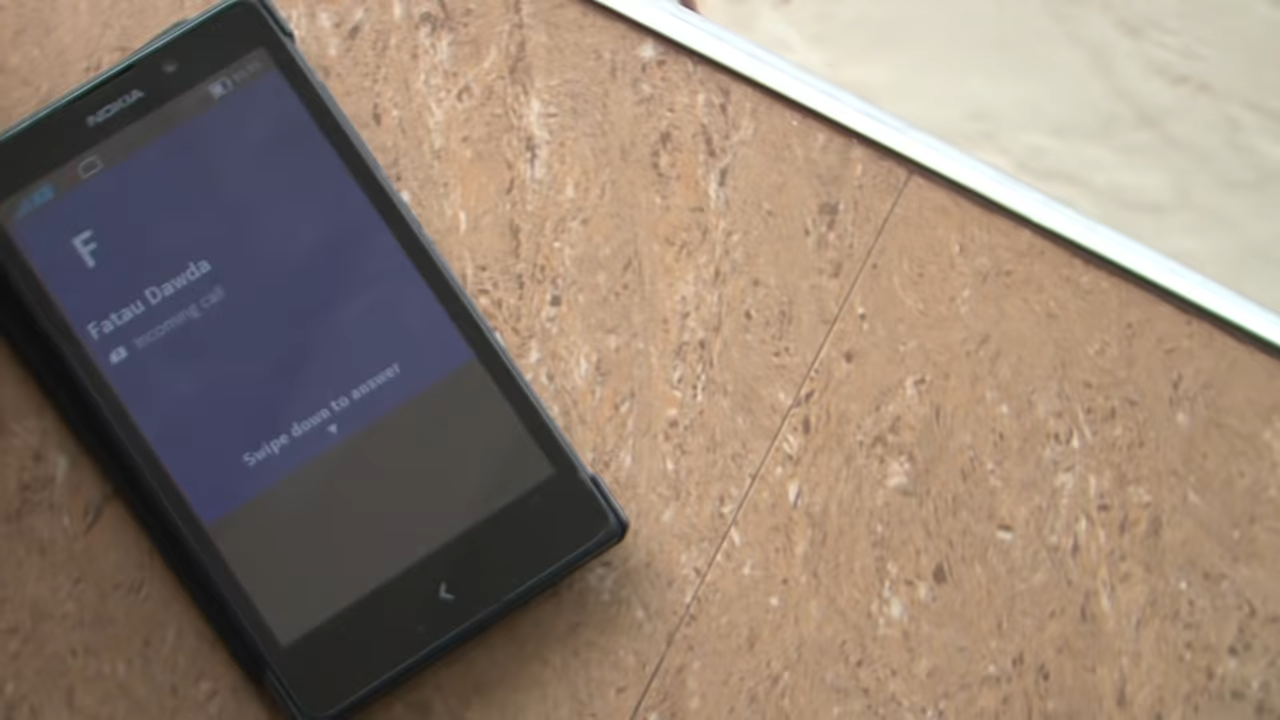 NOKIA
F
Fatau Dawda
Incoming call
Swipe down to answer